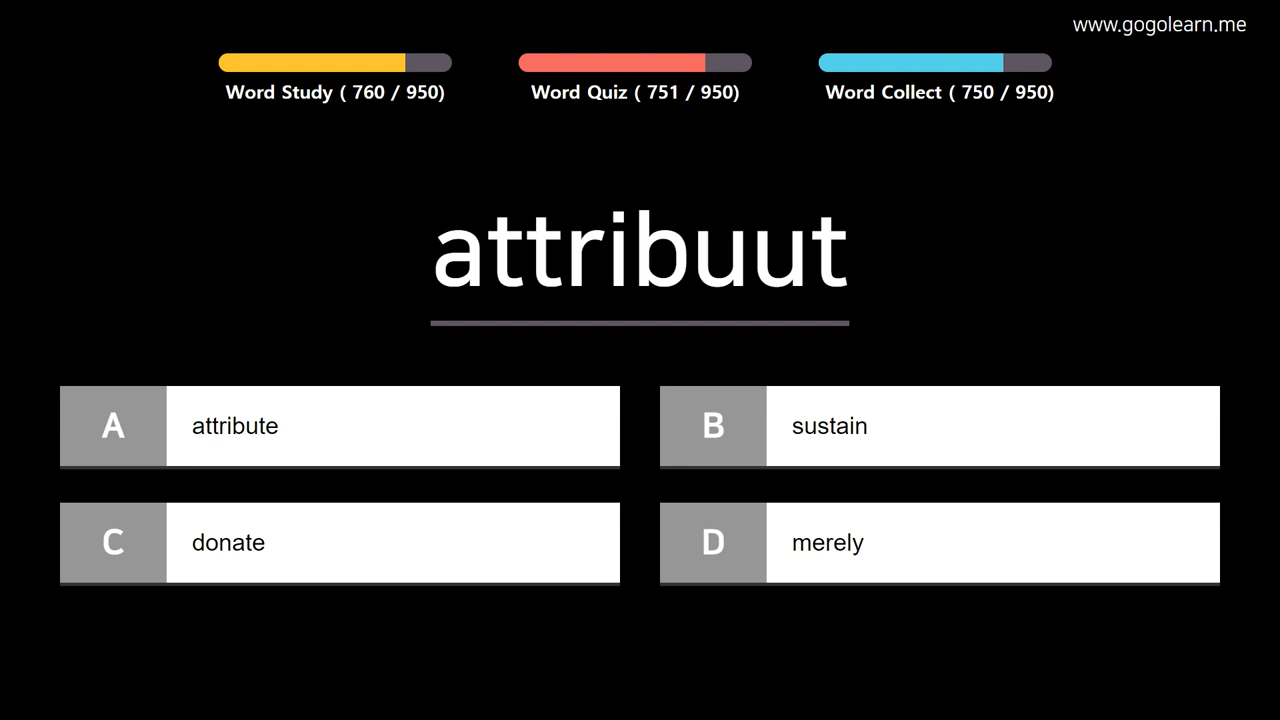 www.gogolearn.me
Word Study ( 760 / 950)
Word Quiz ( 751 / 950)
Word Collect ( 750 / 950)
attribuut
A attribute
B sustain
C donate
D merely